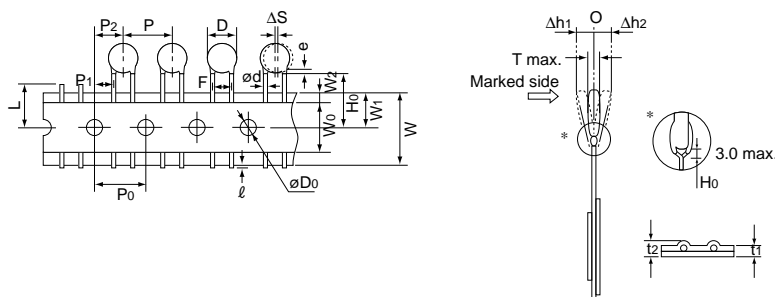 P2 P D ΔS
e
P1 F ød W2
L H0 W1
W0 W
P0 ℓ øD0
Δh1 O Δh2
T max.
Marked side
*
*
3.0 max.
H0
t2 t1